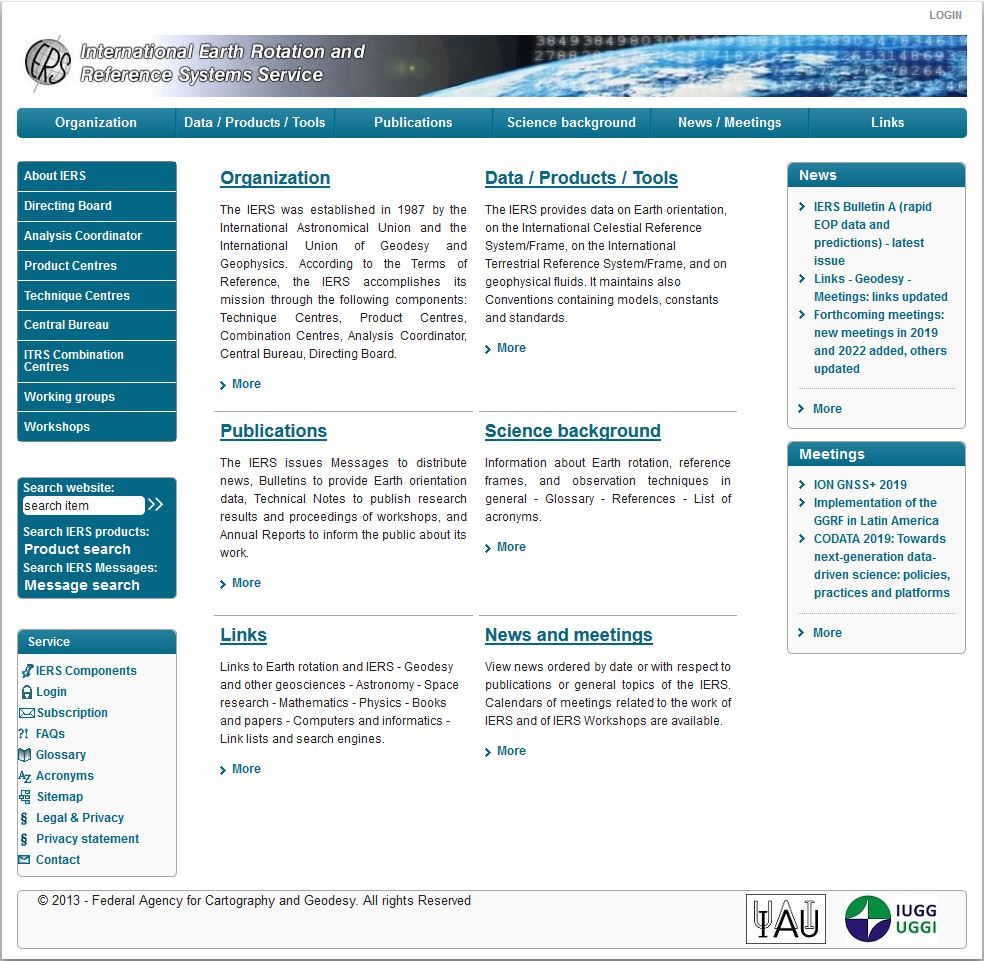 LOGIN
International Earth Rotation and
Reference Systems Service
Organization
Data / Products / Tools
Publications
Science background
News / Meetings
Links
About IERS
Directing Board
Analysis Coordinator
Product Centres
Technique Centres
Central Bureau
ITRS Combination
Centres
Working groups
Workshops
Search website:
search item
Search IERS products:
Product search
Search IERS Messages:
Message search
Service
IERS Components
Login
Subscription
?! FAQs
Glossary
AZ Acronyms
Sitemap
§ Legal & Privacy
§ Privacy statement
Contact
Organization
The IERS was established in 1987 by the
International Astronomical Union and the
International Union of Geodesy and
Geophysics. According to the Terms of
Reference, the IERS accomplishes its
mission through the following components:
Technique Centres, Product Centres,
Combination Centres, Analysis Coordinator,
Central Bureau, Directing Board.
More
Data / Products / Tools
The IERS provides data on Earth orientation,
on the International Celestial Reference
System/Frame, on the International
Terrestrial Reference System/Frame, and on
geophysical fluids. It maintains also
Conventions containing models, constants
and standards.
More
Publications
The IERS issues Messages to distribute
news, Bulletins to provide Earth orientation
data, Technical Notes to publish research
results and proceedings of workshops, and
Annual Reports to inform the public about its
work.
More
Science background
Information about Earth rotation, reference
frames, and observation techniques in
general - Glossary - References - List of
acronyms.
More
Links
Links to Earth rotation and IERS - Geodesy
and other geosciences - Astronomy - Space
research - Mathematics - Physics - Books
and papers - Computers and informatics -
Link lists and search engines.
More
News and meetings
View news ordered by date or with respect to
publications or general topics of the IERS.
Calendars of meetings related to the work of
IERS and of IERS Workshops are available.
More
News
IERS Bulletin A (rapid
EOP data and
predictions) - latest
issue
Links - Geodesy -
Meetings: links updated
Forthcoming meetings:
new meetings in 2019
and 2022 added, others
updated
More
Meetings
ION GNSS+ 2019
Implementation of the
GGRF in Latin America
CODATA 2019: Towards
next-generation data-
driven science: policies,
practices and platforms
More
© 2013 - Federal Agency for Cartography and Geodesy. All rights Reserved
IAU
IUGG
UGGI